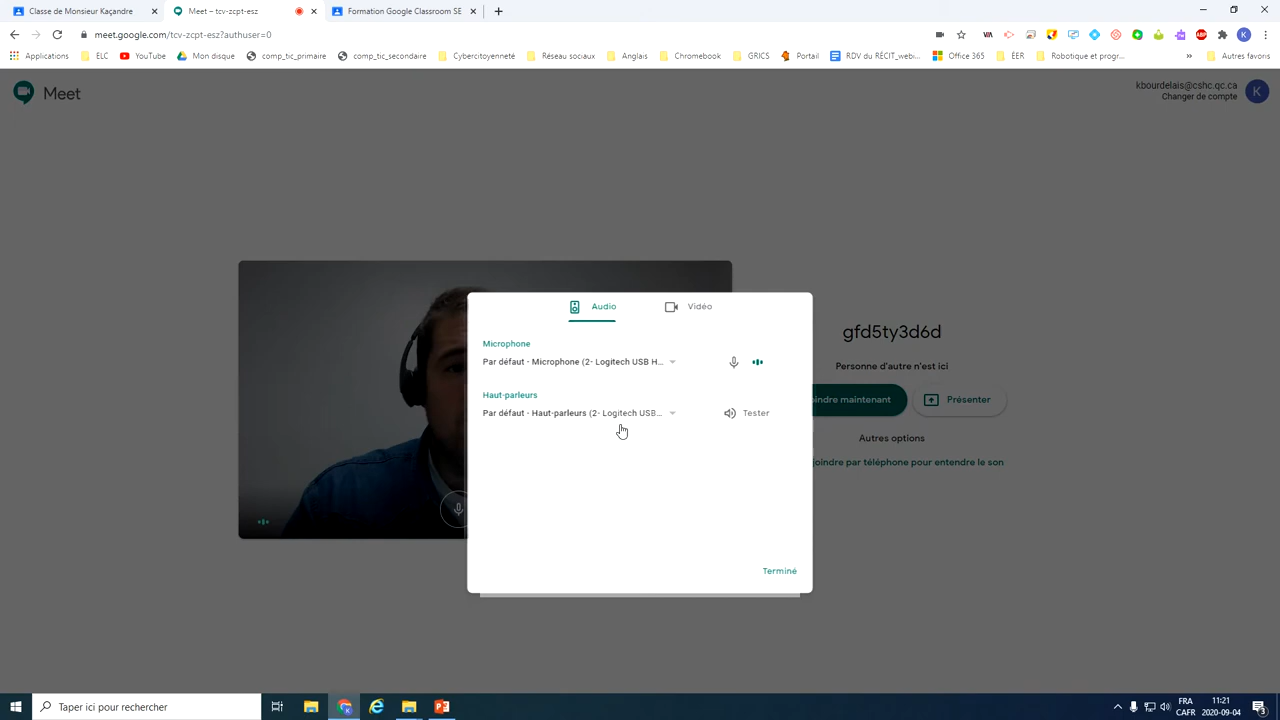 Classe de Monsieur Kaçandre
Meet – tcv-zcpt-esz
Formation Google Classroom SE
meet.google.com/tcv-zcpt-esz?authuser=0
VIA
ABP
K
Applications
ELC
YouTube
Mon disque
comp_tic_primaire
comp_tic_secondaire
Cybercitoyenneté
Réseau sociaux
Anglais
Chromebook
GRICS
Portail
RDV du RÉCIT_web...
Office 365
ÉER
Robotique et progr...
»
Autres favoris
Meet
kbourdelais@cshc.qc.ca
Changer de compte
K
Audio
Vidéo
Microphone
Par défaut - Microphone (2- Logitech USB H...
Haut-parleurs
Par défaut - Haut-parleurs (2- Logitech USB...
Tester
Terminé
gfd5ty3d6d
Personne d'autre n'est ici
oindre maintenant
Présenter
Autres options
joindre par téléphone pour entendre le son
Taper ici pour rechercher
FRA
CAFR
11:21
2020-09-04